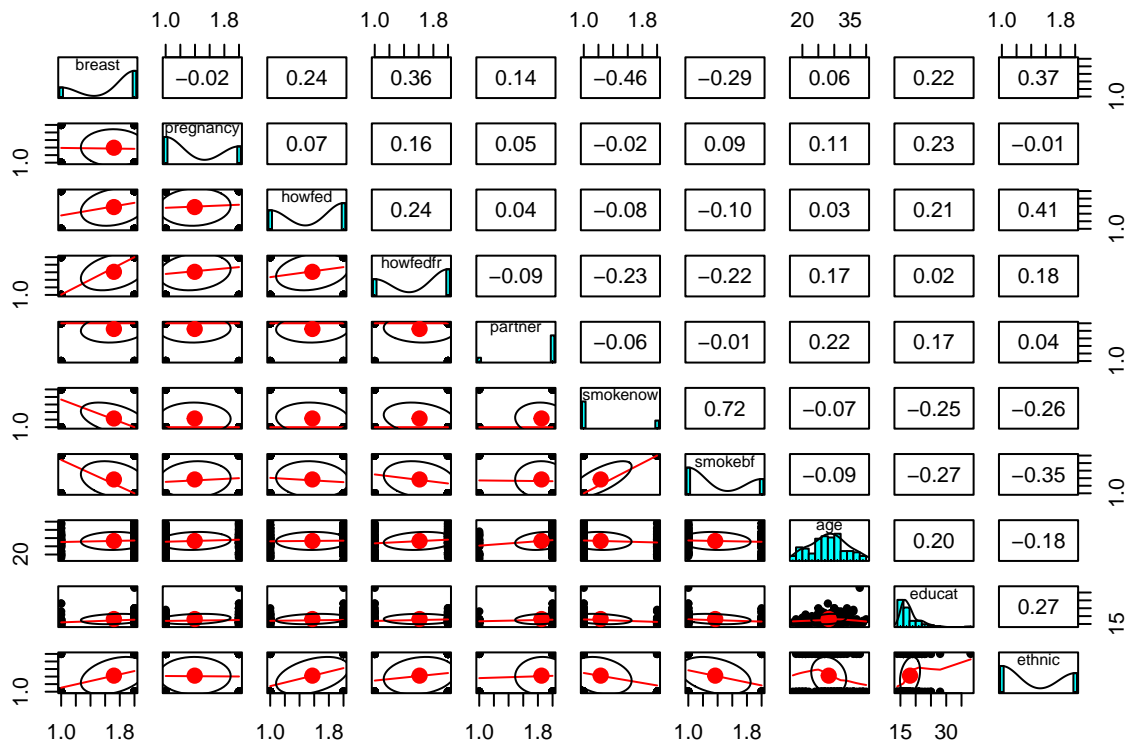 1.0 1.8 1.0 1.8 1.0 1.8 20 35 1.0 1.8
breast −0.02 0.24 0.36 0.14 −0.46 −0.29 0.06 0.22 0.37 1.0
1.0 pregnancy 0.07 0.16 0.05 −0.02 0.09 0.11 0.23 −0.01
howfed 0.24 0.04 −0.08 −0.10 0.03 0.21 0.41 1.0
1.0 howfedfr −0.09 −0.23 −0.22 0.17 0.02 0.18
partner −0.06 −0.01 0.22 0.17 0.04 1.0
1.0 smokenow 0.72 −0.07 −0.25 −0.26
smokebf −0.09 −0.27 −0.35 1.0
20 age 0.20 −0.18
educat 0.27 15
1.0 ethnic
1.0 1.8 1.0 1.8 1.0 1.8 1.0 1.8 15 30